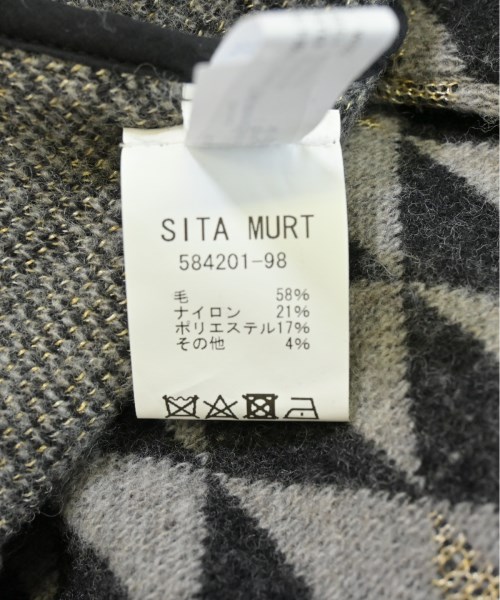 SITA MURT
584201-98
毛 58%
ナイロン 21%
ポリエステル17%
その他 4%